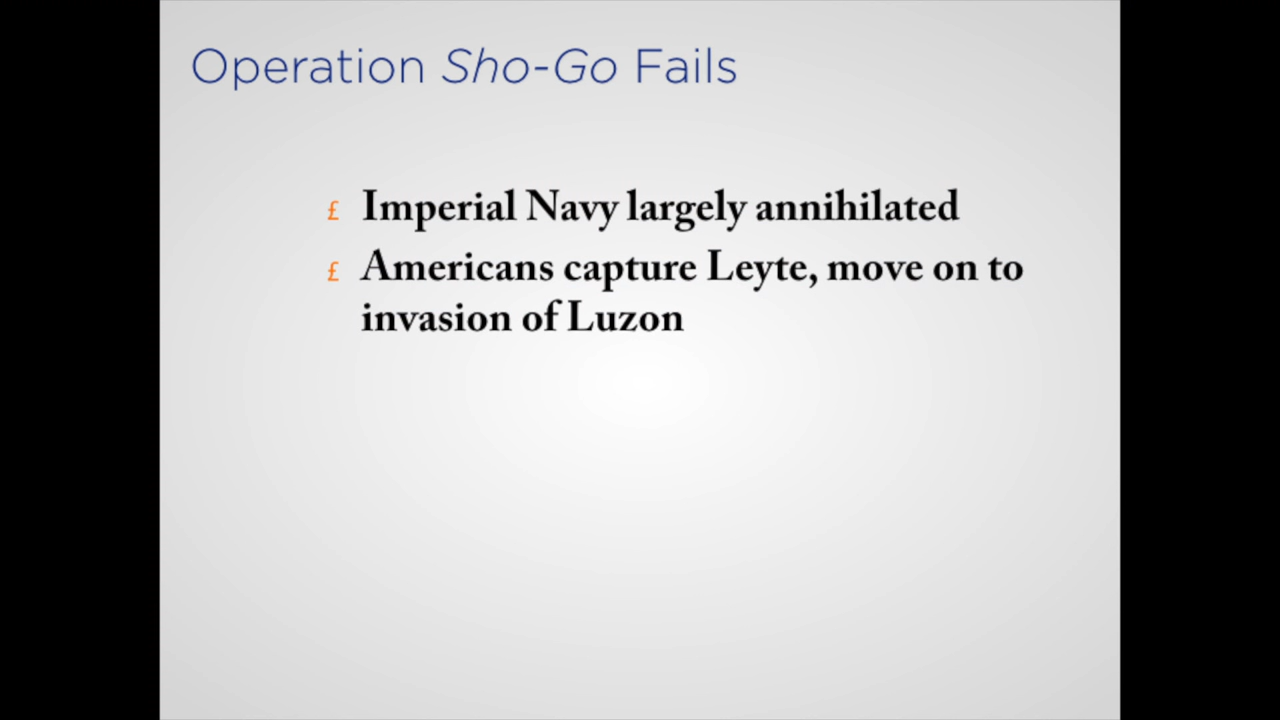 Operation Sho-Go Fails
£ Imperial Navy largely annihilated
£ Americans capture Leyte, move on to
invasion of Luzon